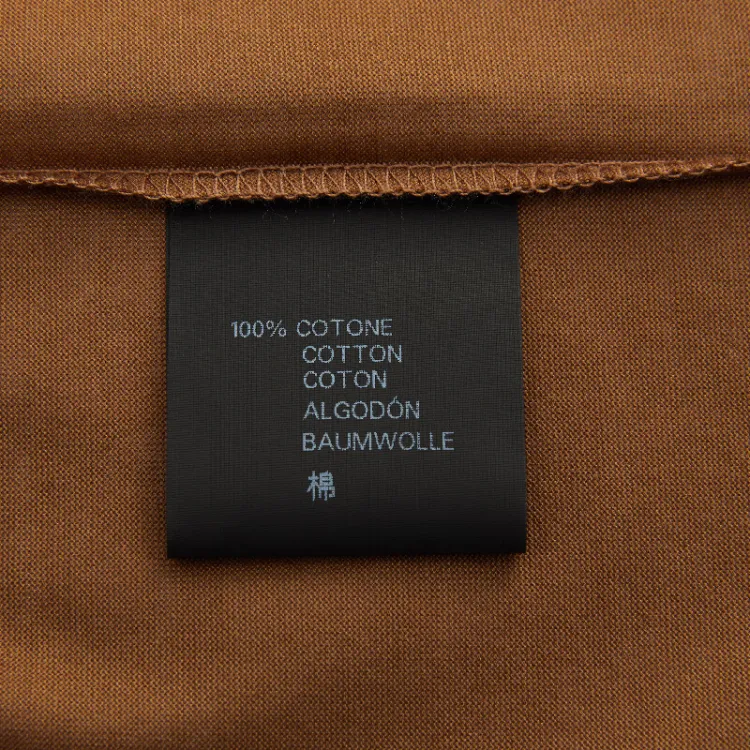 100% COTONE
COTTON
COTON
ALGODÓN
BAUMWOLLE
棉